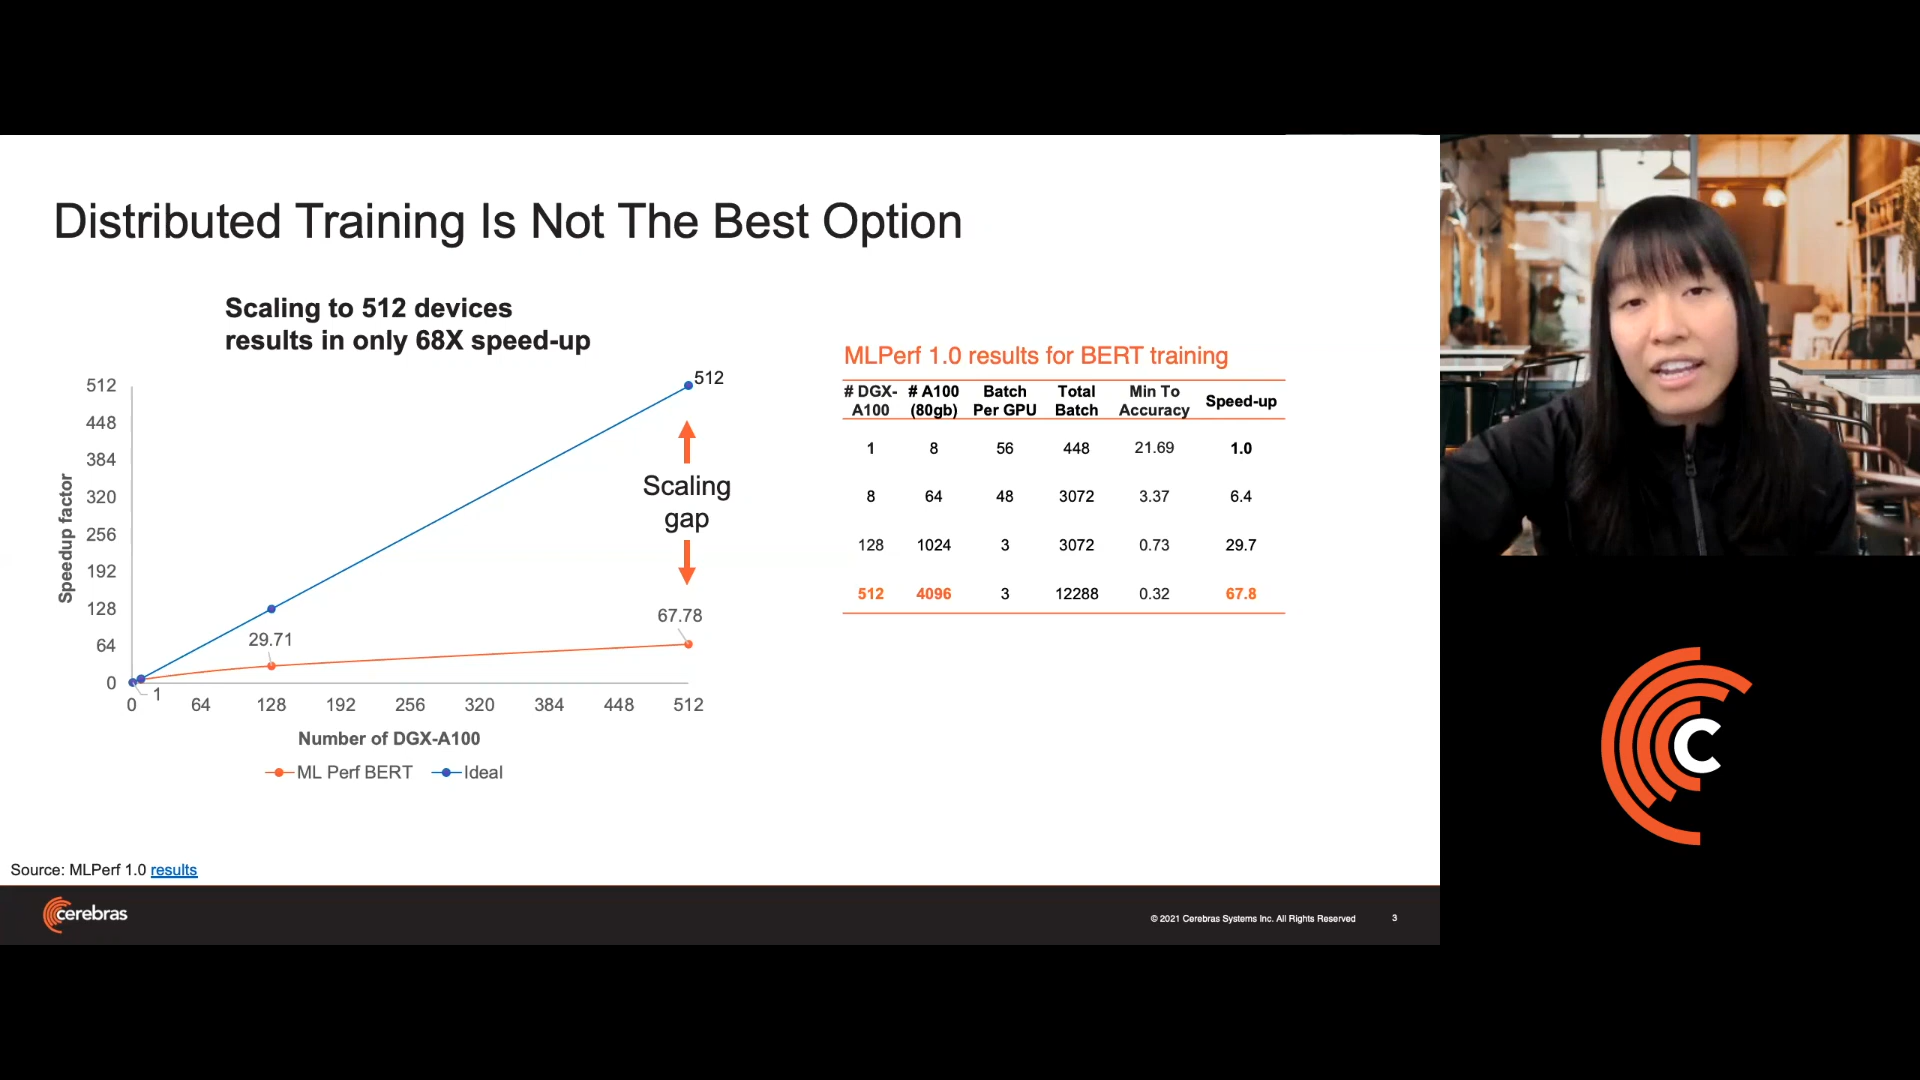 Distributed Training Is Not The Best Option
Scaling to 512 devices
results in only 68X speed-up
512
448
384
320
256
192
128
64
0
Speedup factor
512
Scaling
gap
67.78
29.71
1
0 64 128 192 256 320 384 448 512
Number of DGX-A100
ML Perf BERT Ideal
MLPerf 1.0 results for BERT training
# DGX-A100 # A100 (80gb) Batch Per GPU Total Batch Min To Accuracy Speed-up
1 8 56 448 21.69 1.0
8 64 48 3072 3.37 6.4
128 1024 3 3072 0.73 29.7
512 4096 3 12288 0.32 67.8
Source: MLPerf 1.0 results
cerebras
© 2021 Cerebras Systems Inc. All Rights Reserved
3